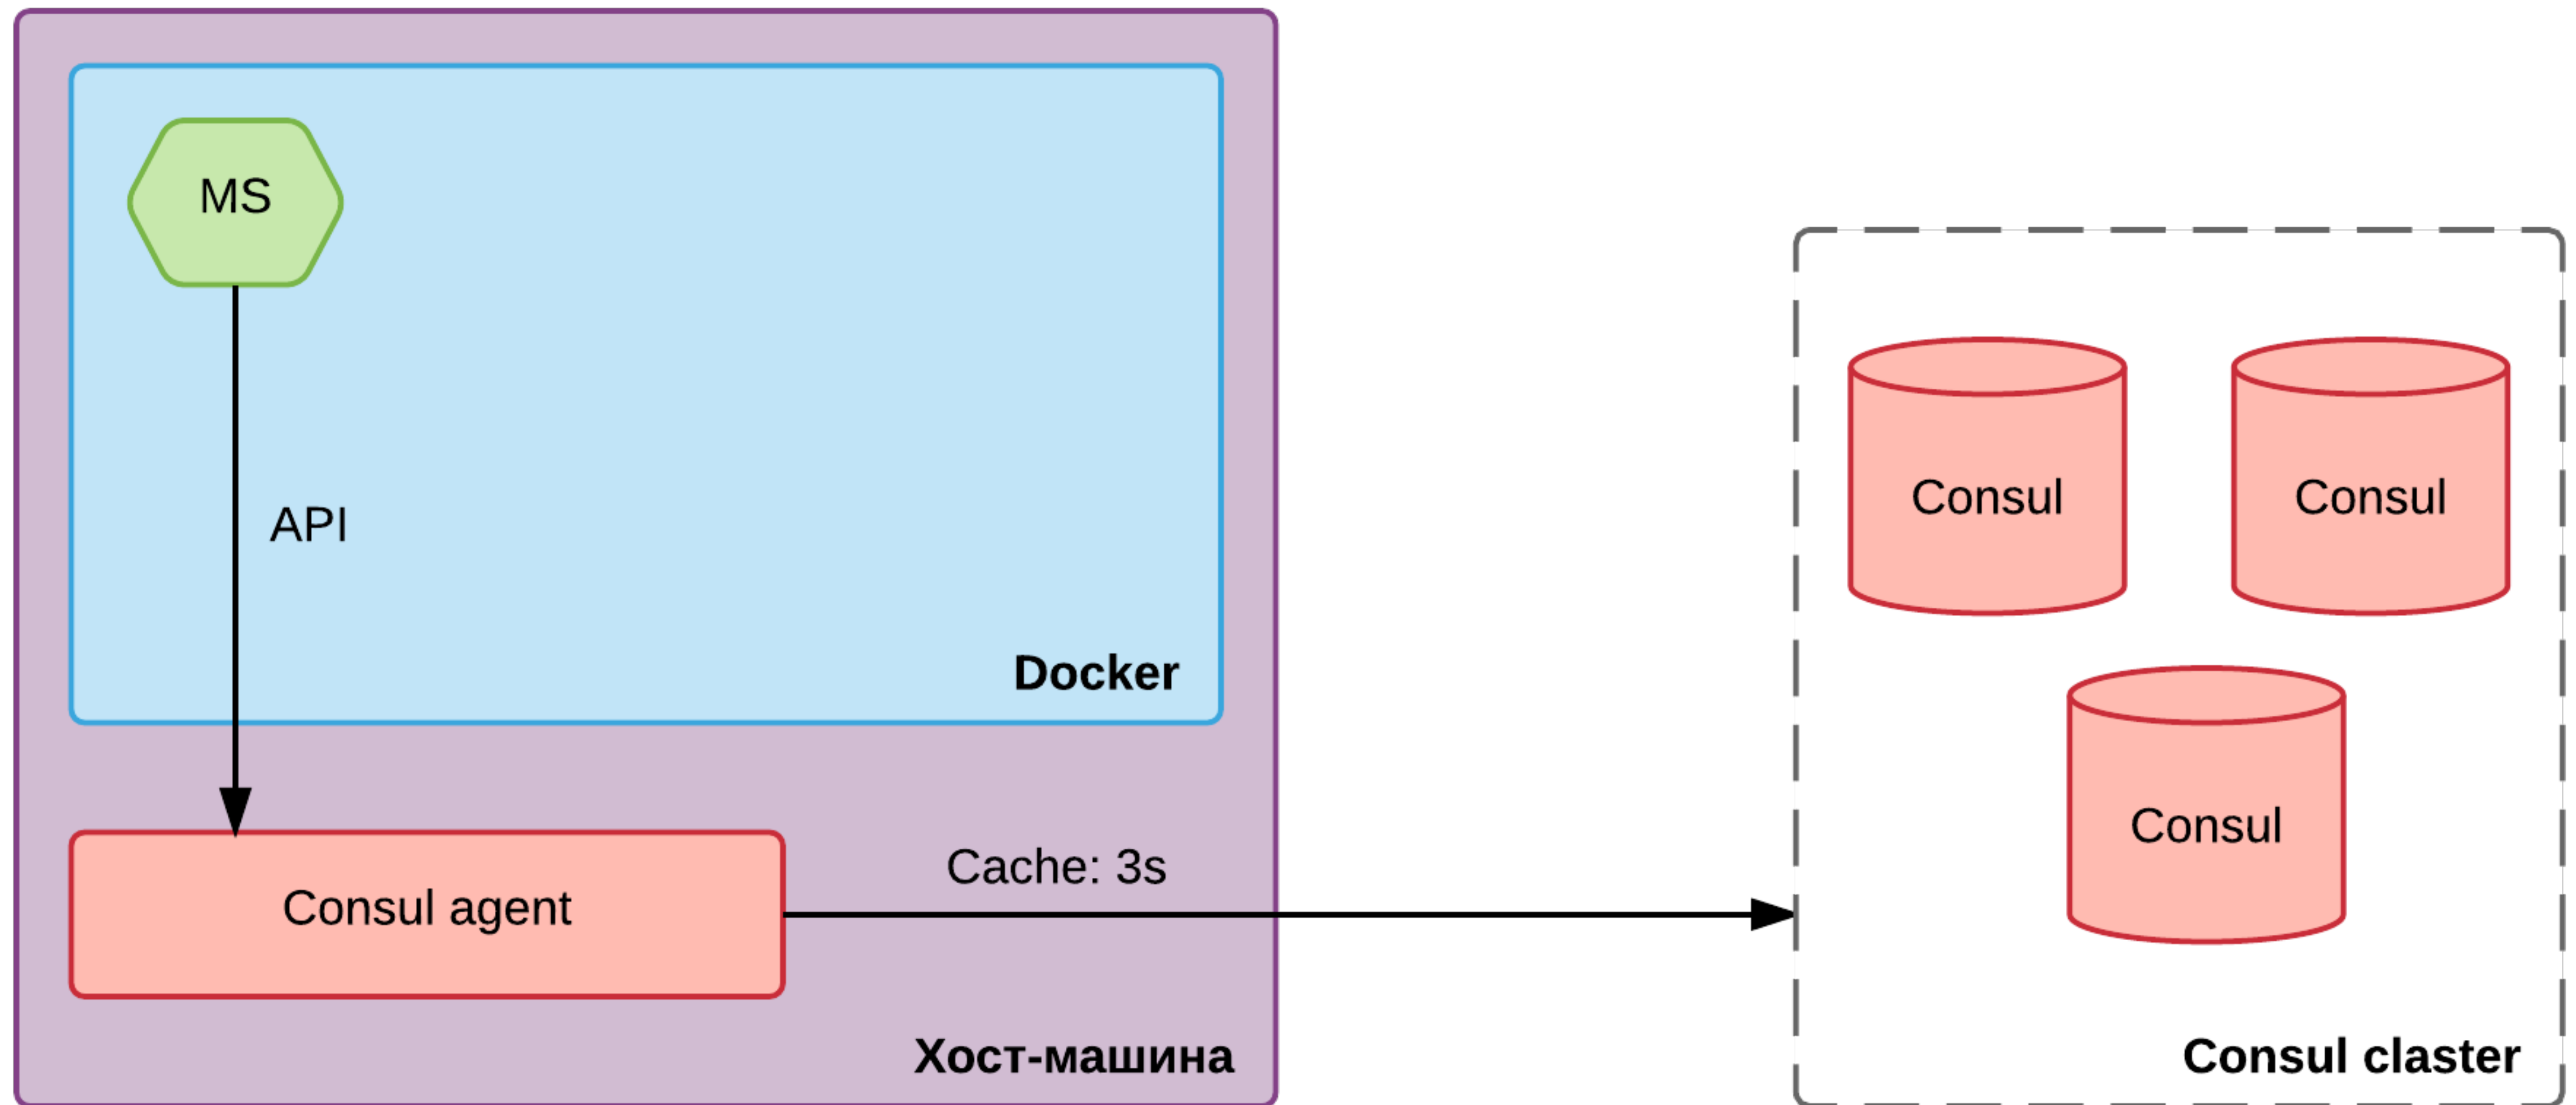 MS
API
Docker
Consul agent
Cache: 3s
Хост-машина
Consul
Consul
Consul
Consul claster